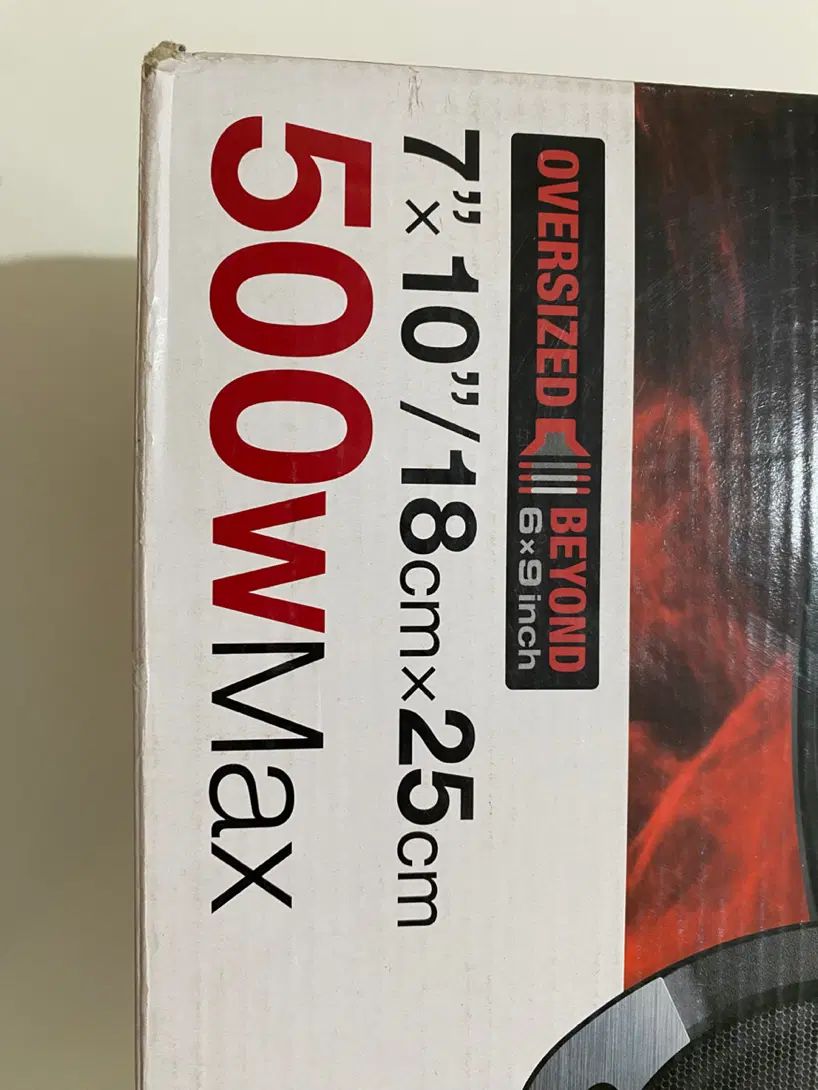 OVERSIZED BEYOND
6×9 inch
7”×10”/18cm×25cm
500wMax